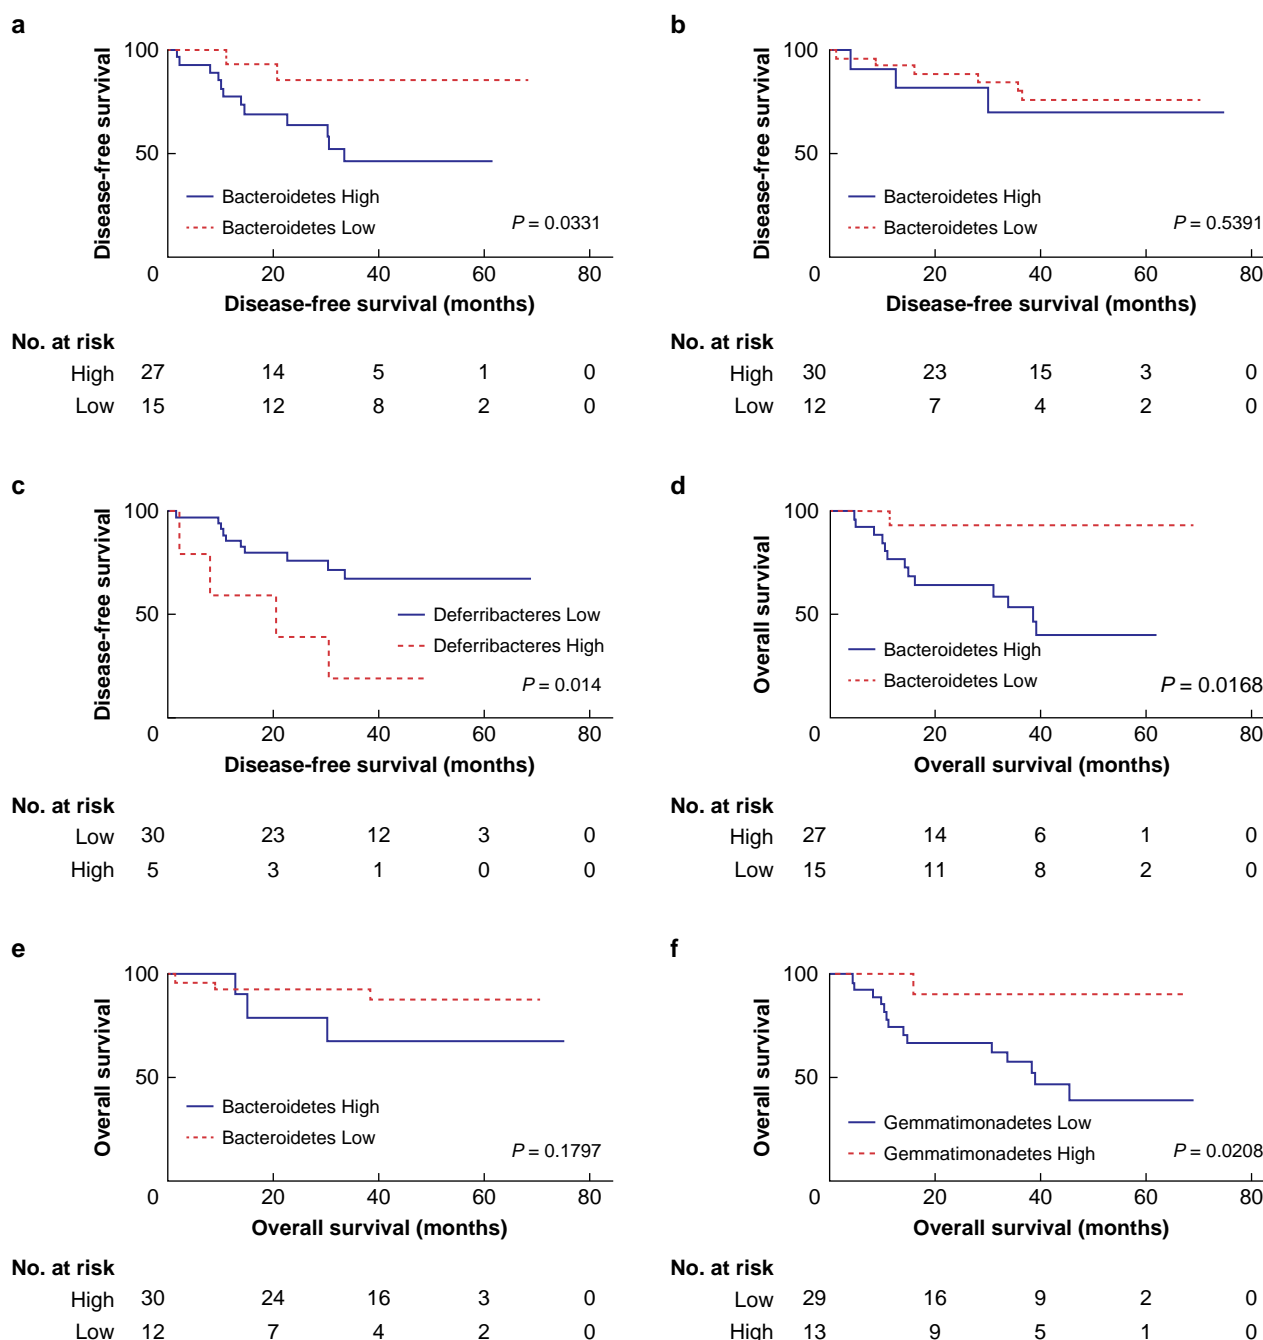 a
100
50
0
20
40
60
80
Disease-free survival
Bacteroidetes High
Bacteroidetes Low
P = 0.0331
Disease-free survival (months)
No. at risk
High 27 14 5 1 0
Low 15 12 8 2 0
b
100
50
0
20
40
60
80
Disease-free survival
Bacteroidetes High
Bacteroidetes Low
P = 0.5391
Disease-free survival (months)
No. at risk
High 30 23 15 3 0
Low 12 7 4 2 0
c
100
50
0
20
40
60
80
Disease-free survival
Deferribacteres Low
Deferribacteres High
P = 0.014
Disease-free survival (months)
No. at risk
Low 30 23 12 3 0
High 5 3 1 0 0
d
100
50
0
20
40
60
80
Overall survival
Bacteroidetes High
Bacteroidetes Low
P = 0.0168
Overall survival (months)
No. at risk
High 27 14 6 1 0
Low 15 11 8 2 0
e
100
50
0
20
40
60
80
Overall survival
Bacteroidetes High
Bacteroidetes Low
P = 0.1797
Overall survival (months)
No. at risk
High 30 24 16 3 0
Low 12 7 4 2 0
f
100
50
0
20
40
60
80
Overall survival
Gemmatimonadetes Low
Gemmatimonadetes High
P = 0.0208
Overall survival (months)
No. at risk
Low 29 16 9 2 0
High 13 9 5 1 0